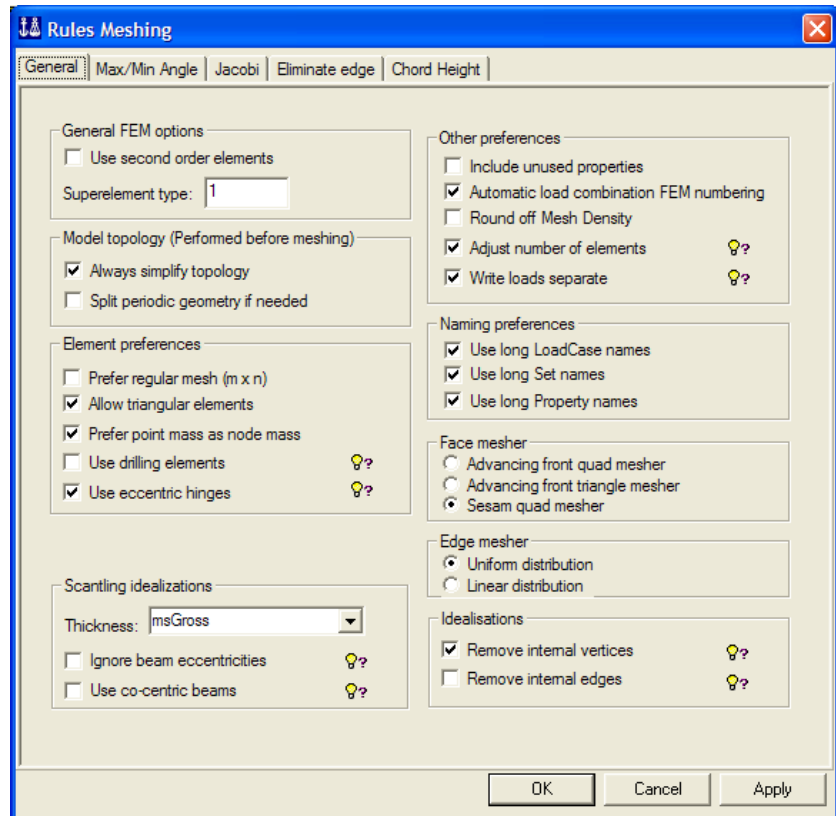 Rules Meshing
General Max/Min Angle Jacobi Eliminate edge Chord Height
General FEM options
Use second order elements
Superelement type: 1
Model topology (Performed before meshing)
Always simplify topology
Split periodic geometry if needed
Element preferences
Prefer regular mesh (m x n)
Allow triangular elements
Prefer point mass as node mass
Use drilling elements ?
Use eccentric hinges ?
Scantling idealizations
Thickness: msGross
Ignore beam eccentricities ?
Use co-centric beams ?
Other preferences
Include unused properties
Automatic load combination FEM numbering
Round off Mesh Density
Adjust number of elements ?
Write loads separate ?
Naming preferences
Use long LoadCase names
Use long Set names
Use long Property names
Face mesher
Advancing front quad mesher
Advancing front triangle mesher
Sesam quad mesher
Edge mesher
Uniform distribution
Linear distribution
Idealisations
Remove internal vertices ?
Remove internal edges ?
OK Cancel Apply